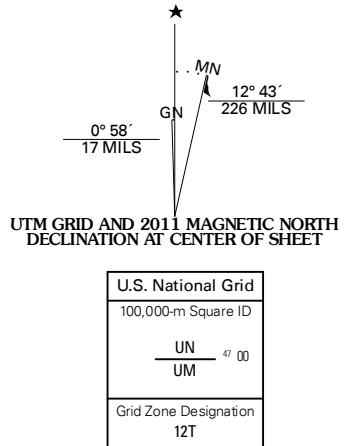 ★
MN
12° 43´
226 MILS
GN
0° 58´
17 MILS
UTM GRID AND 2011 MAGNETIC NORTH
DECLINATION AT CENTER OF SHEET
U.S. National Grid
100,000-m Square ID
UN
47 00
UM
Grid Zone Designation
12T